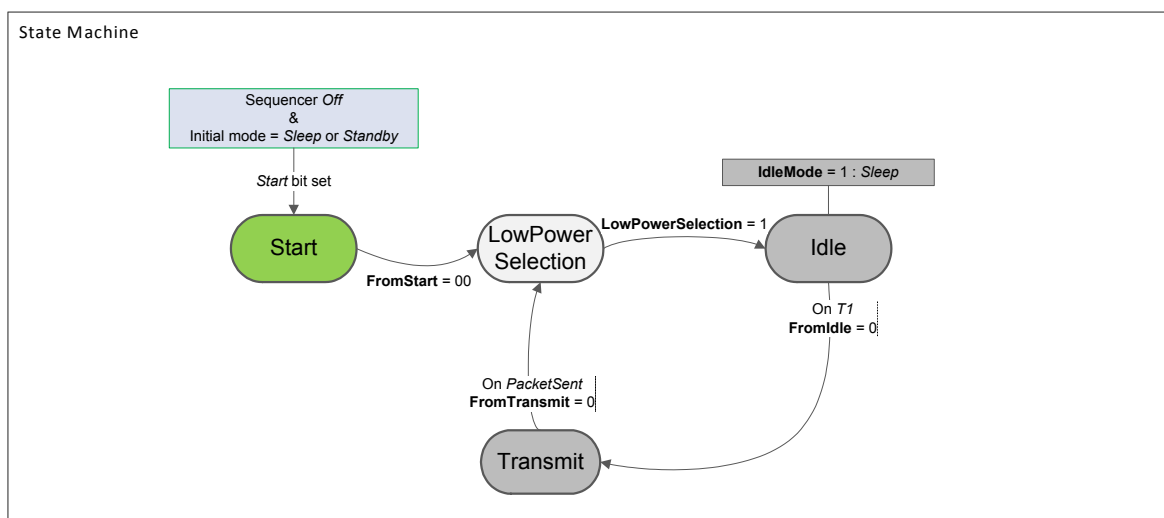 State Machine
Sequencer Off
&
Initial mode = Sleep or Standby
Start bit set
Start
FromStart = 00
LowPower
Selection
LowPowerSelection = 1
IdleMode = 1 : Sleep
Idle
On T1
FromIdle = 0
On PacketSent
FromTransmit = 0
Transmit